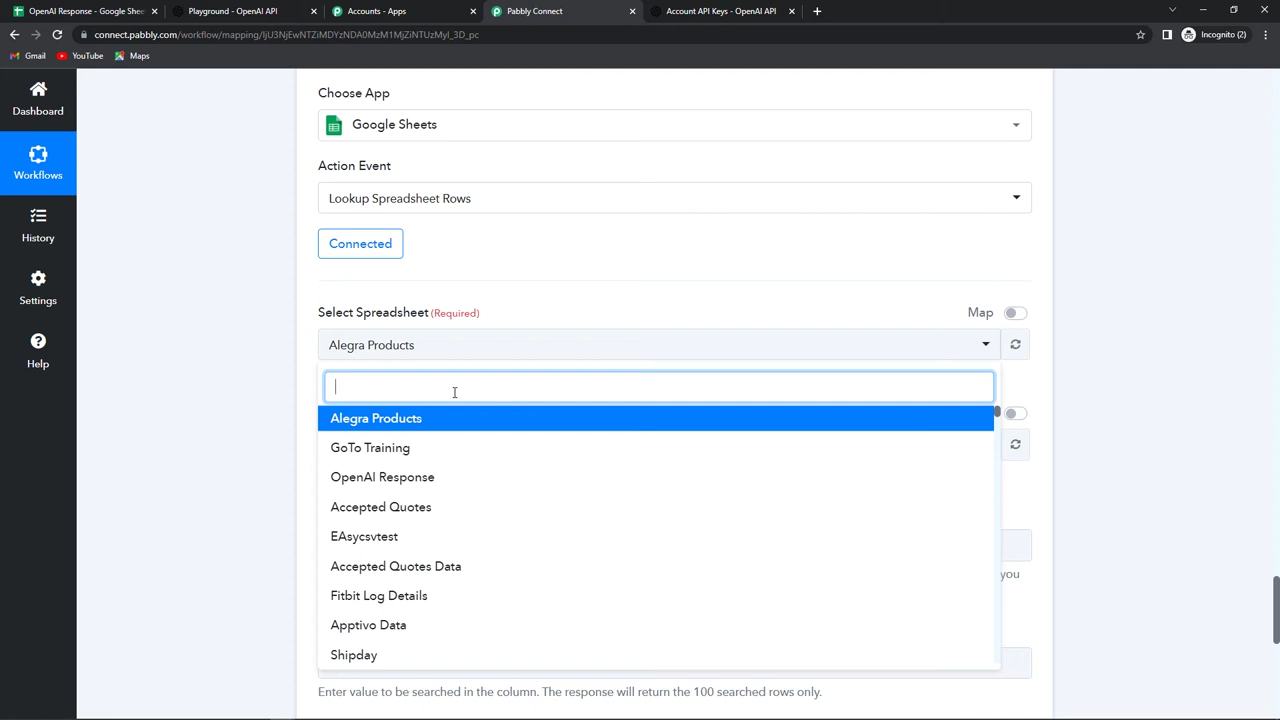 OpenAI Response - Google Shee
Playground - OpenAI API
Accounts - Apps
Pabbly Connect
Account API Keys - OpenAI API
connect.pabbly.com/workflow/mapping/IjU3NjEwNTZiMDYzNDA0MzM1MjZiNTUzMyI_3D_pc
Incognito (2)
Gmail
YouTube
Maps
Dashboard
Workflows
History
Settings
Help
Choose App
Google Sheets
Action Event
Lookup Spreadsheet Rows
Connected
Select Spreadsheet (Required)
Map
Alegra Products
Alegra Products
GoTo Training
OpenAI Response
Accepted Quotes
EAsycsvtest
Accepted Quotes Data
you
Fitbit Log Details
Apptivo Data
Shipday
Enter value to be searched in the column. The response will return the 100 searched rows only.